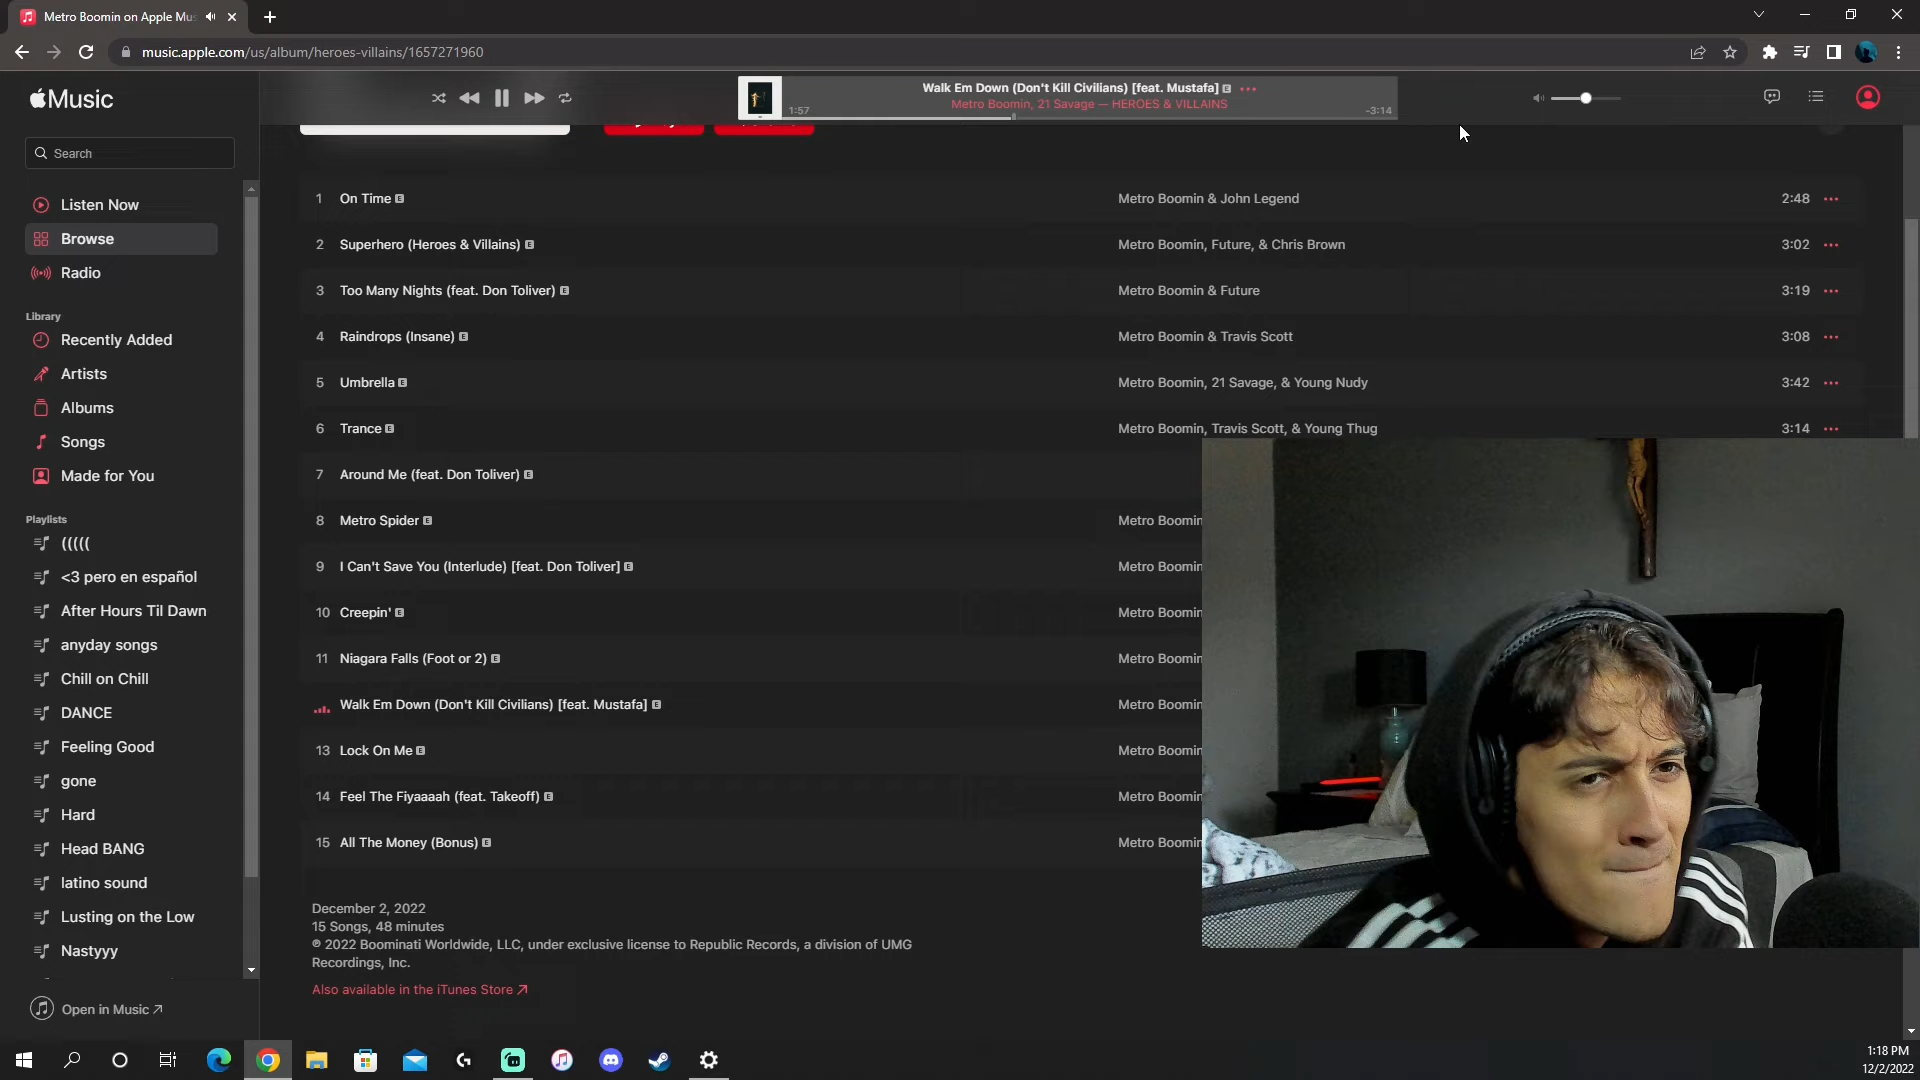 Metro Boomin on Apple Mus
music.apple.com/us/album/heroes-villains/1657271960
Music
Walk Em Down (Don't Kill Civilians) [feat. Mustafa] E
Metro Boomin, 21 Savage — HEROES & VILLAINS
1:57
-3:14
Search
Listen Now
Browse
Radio
Library
Recently Added
Artists
Albums
Songs
Made for You
Playlists
(((((
<3 pero en español
After Hours Til Dawn
anyday songs
Chill on Chill
DANCE
Feeling Good
gone
Hard
Head BANG
latino sound
Lusting on the Low
Nastyyy
Open in Music
1 On Time E Metro Boomin & John Legend 2:48
2 Superhero (Heroes & Villains) E Metro Boomin, Future, & Chris Brown 3:02
3 Too Many Nights (feat. Don Toliver) E Metro Boomin & Future 3:19
4 Raindrops (Insane) E Metro Boomin & Travis Scott 3:08
5 Umbrella E Metro Boomin, 21 Savage, & Young Nudy 3:42
6 Trance E Metro Boomin, Travis Scott, & Young Thug 3:14
7 Around Me (feat. Don Toliver) E
8 Metro Spider E Metro Boomin
9 I Can't Save You (Interlude) [feat. Don Toliver] E Metro Boomin
10 Creepin' E Metro Boomin
11 Niagara Falls (Foot or 2) E Metro Boomin
Walk Em Down (Don't Kill Civilians) [feat. Mustafa] E Metro Boomin
13 Lock On Me E Metro Boomin
14 Feel The Fiyaaaah (feat. Takeoff) E Metro Boomin
15 All The Money (Bonus) E Metro Boomin
December 2, 2022
15 Songs, 48 minutes
℗ 2022 Boominati Worldwide, LLC, under exclusive license to Republic Records, a division of UMG
Recordings, Inc.
Also available in the iTunes Store
1:18 PM
12/2/2022